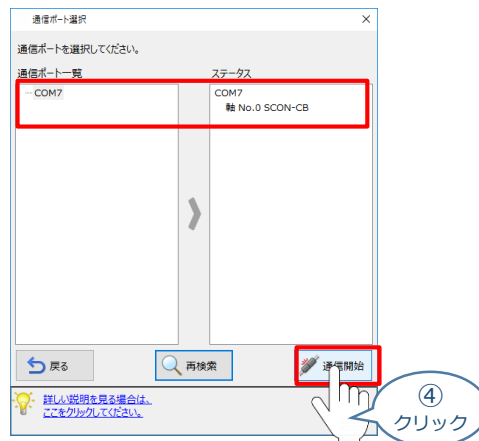 通信ポート選択
通信ポートを選択してください。
通信ポート一覧
ステータス
COM7
COM7
軸 No.0 SCON-CB
戻る
再検索
通信開始
詳しい説明を見る場合は、
ここをクリックしてください。
④
クリック